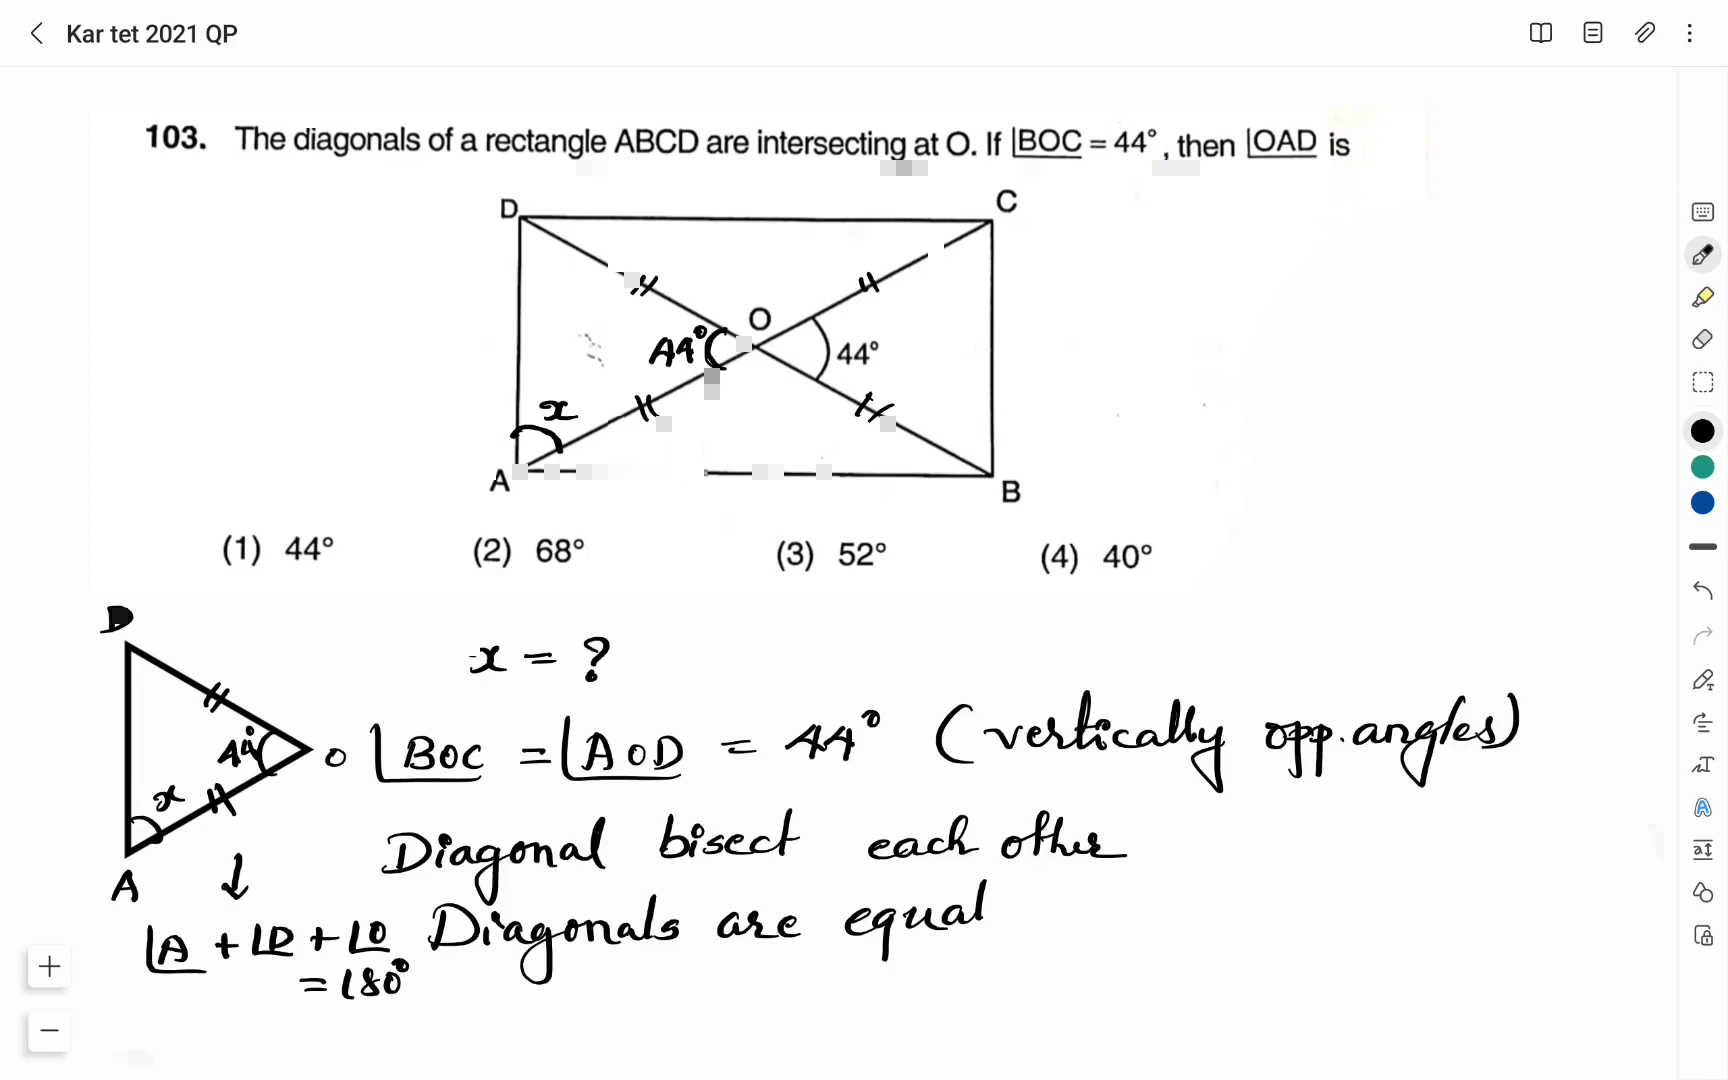 Kar tet 2021 QP
103. The diagonals of a rectangle ABCD are intersecting at O. If ∠BOC = 44°, then ∠OAD is
D
C
O
44°
44°
x
A
B
(1) 44°
(2) 68°
(3) 52°
(4) 40°
D
x = ?
44°
O
∠BOC = ∠AOD = 44° (vertically opp. angles)
x
Diagonal bisect each other
A
Diagonals are equal
∠A + ∠D + ∠O
= 180°